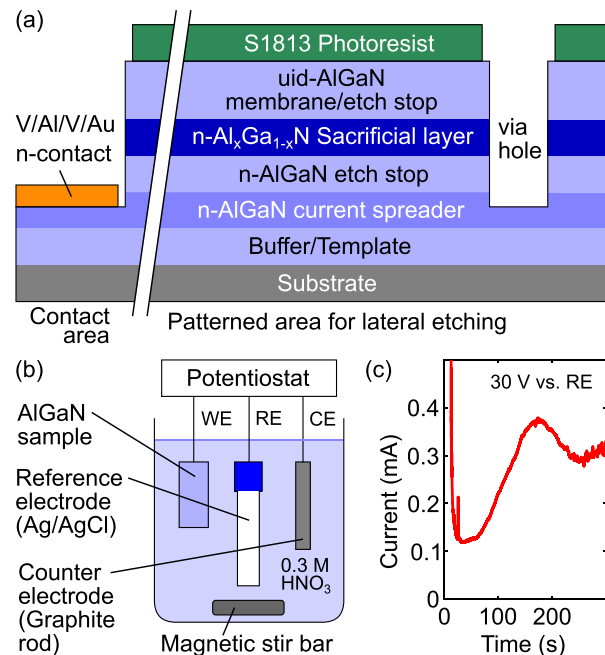 (a)
S1813 Photoresist
uid-AlGaN
membrane/etch stop
V/Al/V/Au
n-contact
n-AlₓGa₁₋ₓN Sacrificial layer
via
hole
n-AlGaN etch stop
n-AlGaN current spreader
Buffer/Template
Substrate
Contact
area
Patterned area for lateral etching
(b)
Potentiostat
WE RE CE
AlGaN
sample
Reference
electrode
(Ag/AgCl)
Counter
electrode
(Graphite
rod)
0.3 M
HNO₃
Magnetic stir bar
(c)
30 V vs. RE
Current (mA)
0.4
0.3
0.2
0.1
0 100 200
Time (s)